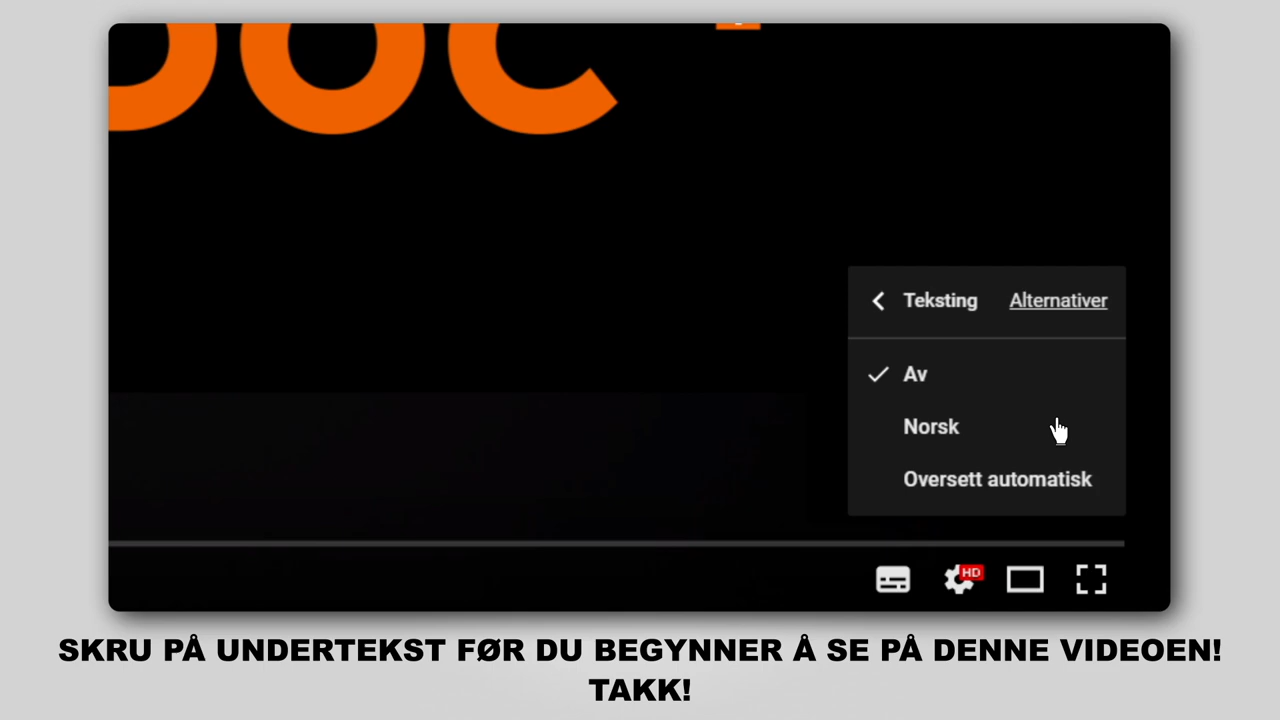 Teksting Alternativer
Av
Norsk
Oversett automatisk
HD
SKRU PÅ UNDERTEKST FØR DU BEGYNNER Å SE PÅ DENNE VIDEOEN!
TAKK!